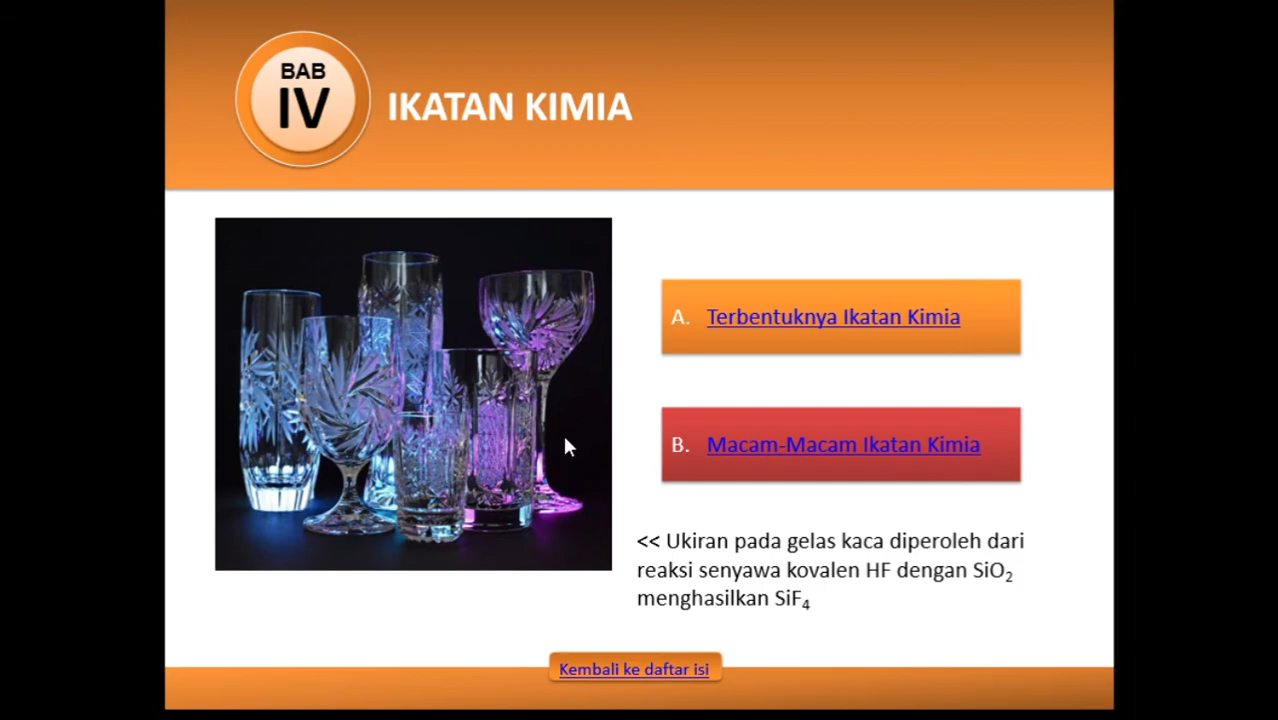 BAB
IV
IKATAN KIMIA
A. Terbentuknya Ikatan Kimia
B. Macam-Macam Ikatan Kimia
<< Ukiran pada gelas kaca diperoleh dari
reaksi senyawa kovalen HF dengan SiO₂
menghasilkan SiF₄
Kembali ke daftar isi